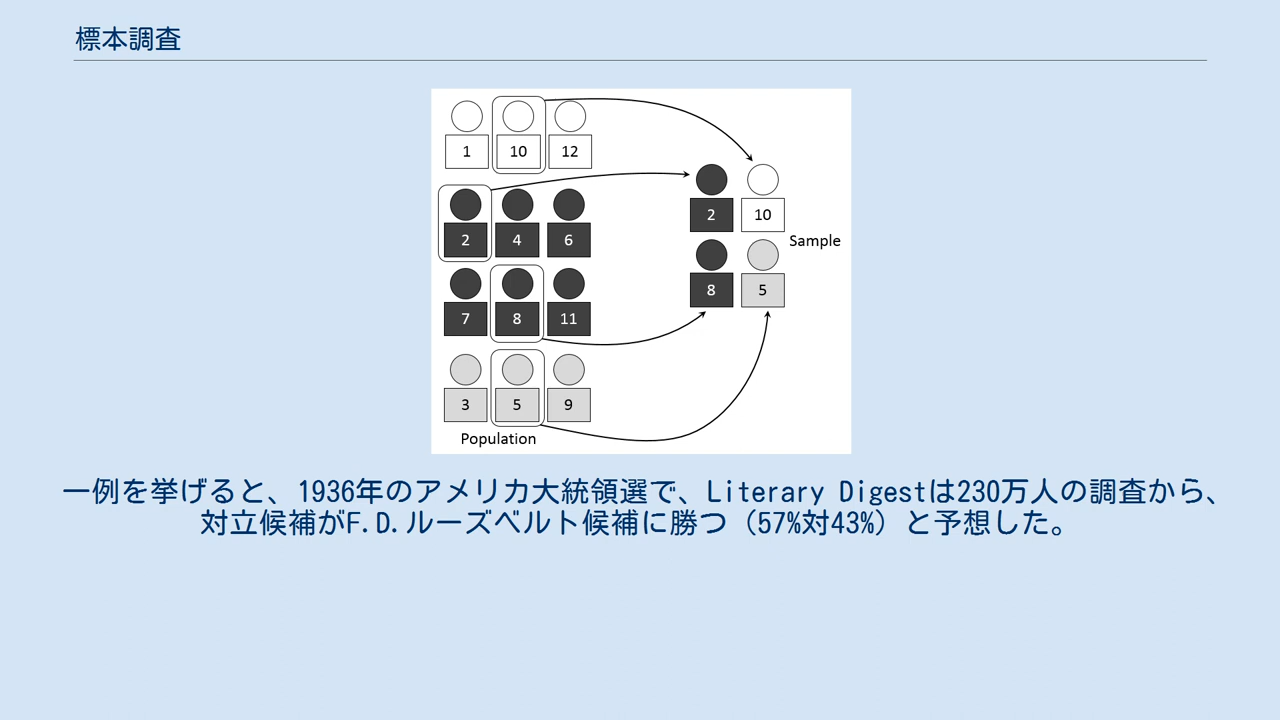 標本調査
1 10 12
2 10
2 4 6
Sample
8 5
7 8 11
3 5 9
Population
一例を挙げると、1936年のアメリカ大統領選で、Literary Digestは230万人の調査から、
対立候補がF.D.ルーズベルト候補に勝つ（57%対43%）と予想した。